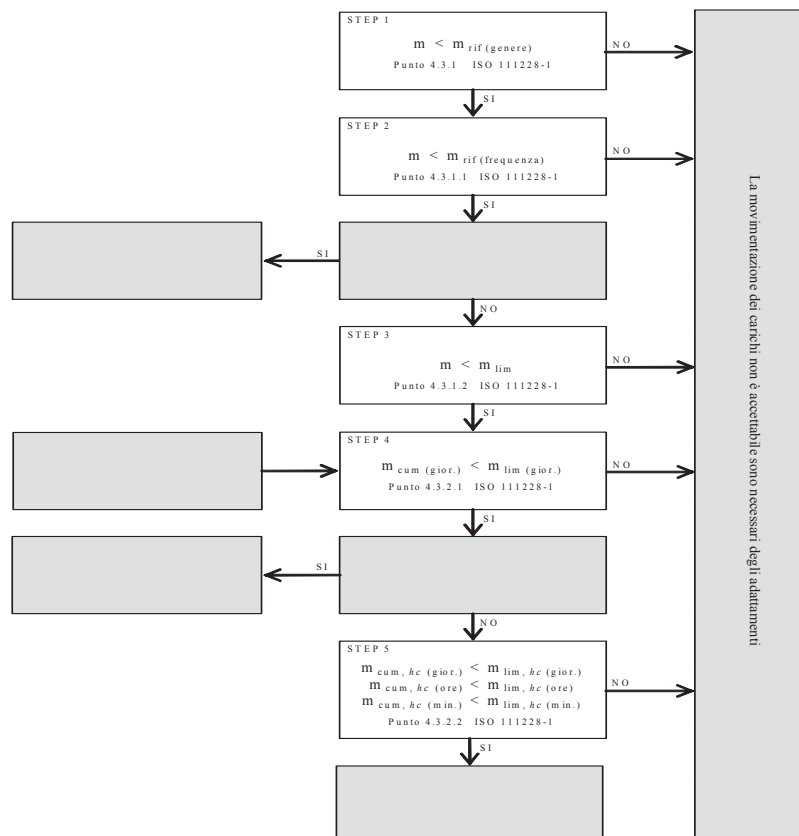 STEP 1
m < m rif (genere)
Punto 4.3.1 ISO 111228-1
NO
SI
STEP 2
m < m rif(frequenza)
Punto 4.3.1.1 ISO 111228-1
NO
SI
SI
NO
STEP 3
m < m lim
Punto 4.3.1.2 ISO 111228-1
NO
SI
STEP 4
m cum (gior.) < m lim (gior.)
Punto 4.3.2.1 ISO 111228-1
NO
SI
SI
NO
STEP 5
m cum, hc (gior.) < m lim, hc (gior.)
m cum, hc (ore) < m lim, hc (ore)
m cum, hc (min.) < m lim, hc (min.)
Punto 4.3.2.2 ISO 111228-1
NO
SI
La movimentazione dei carichi non è accettabile sono necessari degli adattamenti